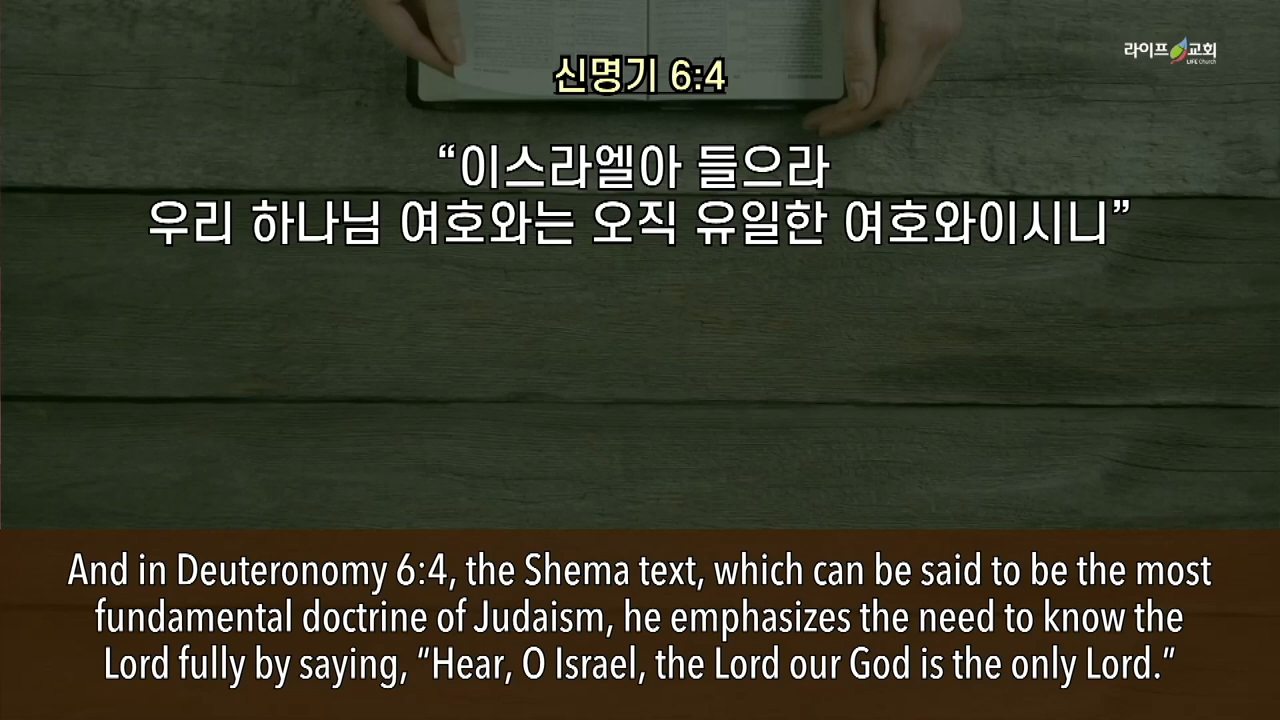 라이프 교회
LIFE Church
신명기 6:4
“이스라엘아 들으라
우리 하나님 여호와는 오직 유일한 여호와이시니”
And in Deuteronomy 6:4, the Shema text, which can be said to be the most
fundamental doctrine of Judaism, he emphasizes the need to know the
Lord fully by saying, “Hear, O Israel, the Lord our God is the only Lord.”